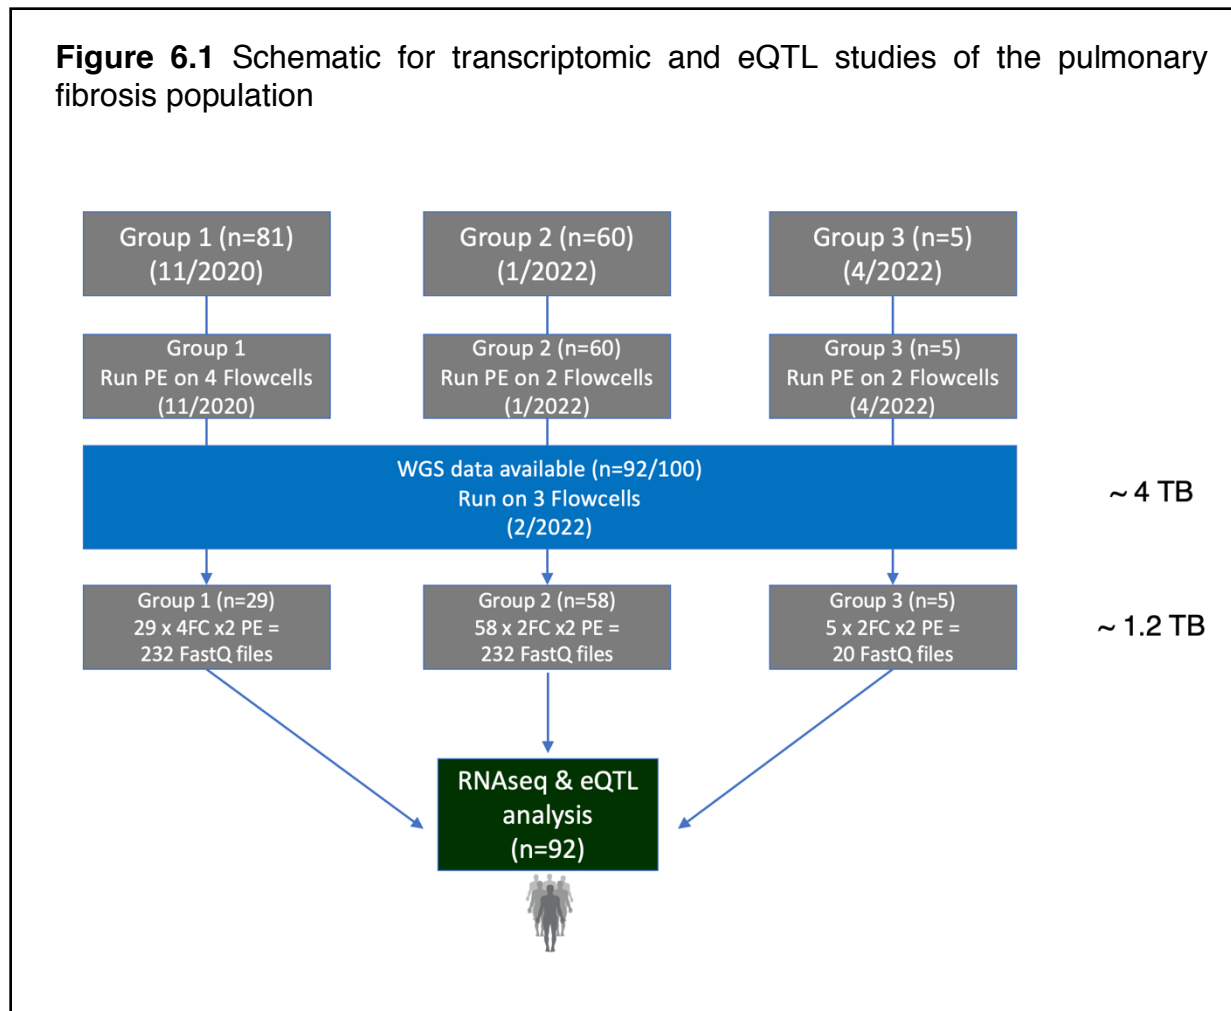 Figure 6.1 Schematic for transcriptomic and eQTL studies of the pulmonary
fibrosis population
Group 1 (n=81)
(11/2020)
Group 2 (n=60)
(1/2022)
Group 3 (n=5)
(4/2022)
Group 1
Run PE on 4 Flowcells
(11/2020)
Group 2 (n=60)
Run PE on 2 Flowcells
(1/2022)
Group 3 (n=5)
Run PE on 2 Flowcells
(4/2022)
WGS data available (n=92/100)
Run on 3 Flowcells
(2/2022)
~ 4 TB
Group 1 (n=29)
29 x 4FC x2 PE =
232 FastQ files
Group 2 (n=58)
58 x 2FC x2 PE =
232 FastQ files
Group 3 (n=5)
5 x 2FC x2 PE =
20 FastQ files
~ 1.2 TB
RNAseq & eQTL
analysis
(n=92)